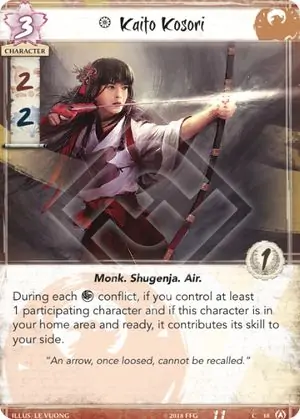 3
Kaito Kosori
CHARACTER
2
2
1
Monk. Shugenja. Air.
During each conflict, if you control at least
1 participating character and if this character is in
your home area and ready, it contributes its skill to
your side.
"An arrow, once loosed, cannot be recalled."
ILLUS: LE VUONG
© 2018 FFG
11
C